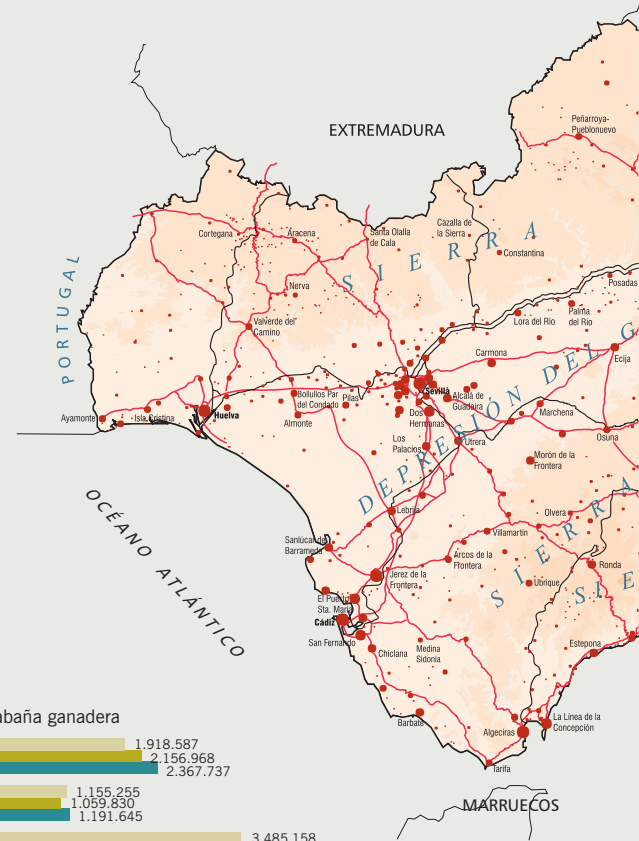 EXTREMADURA
Peñarroya-
Pueblonuevo
PORTUGAL
Cortegana
Aracena
Santa Olalla
de Cala
Cazalla de
la Sierra
Constantina
SIERRA
Nerva
Posadas
Valverde del
Camino
Lora del Río
Palma
del Río
Carmona
Écija
Sevilla
Bollullos Par
del Condado
Pilas
Alcalá de
Guadaira
Ayamonte
Isla Cristina
Huelva
Almonte
Dos
Hermanas
Marchena
Los
Palacios
Utrera
Osuna
DEPRESIÓN DEL G
Morón de la
Frontera
Lebrija
Olvera
Villamartín
Sanlúcar de
Barrameda
OCÉANO ATLÁNTICO
Arcos de la
Frontera
Jerez de la
Frontera
Ubrique
Ronda
SIERRA
SIE
El Puerto
Sta. María
Cádiz
San Fernando
Chiclana
Medina
Sidonia
Estepona
Barbate
Algeciras
La Línea de la
Concepción
Tarifa
MARRUECOS
abaña ganadera
1.918.587
2.156.968
2.367.737
1.155.255
1.059.830
1.191.645
3.485.158